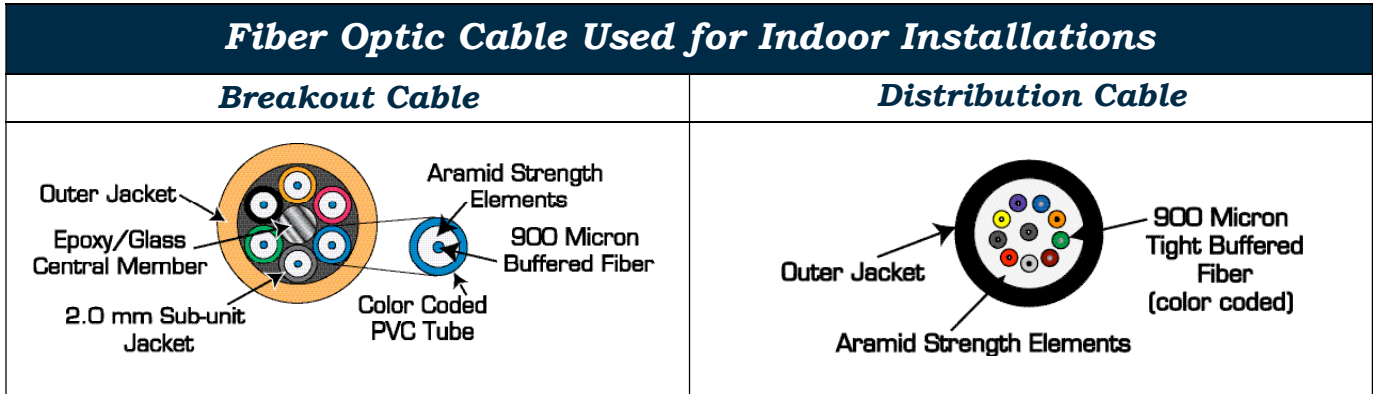 Fiber Optic Cable Used for Indoor Installations
Breakout Cable
Distribution Cable
Outer Jacket
Epoxy/Glass
Central Member
2.0 mm Sub-unit
Jacket
Aramid Strength
Elements
900 Micron
Buffered Fiber
Color Coded
PVC Tube
Outer Jacket
Aramid Strength Elements
900 Micron
Tight Buffered
Fiber
(color coded)